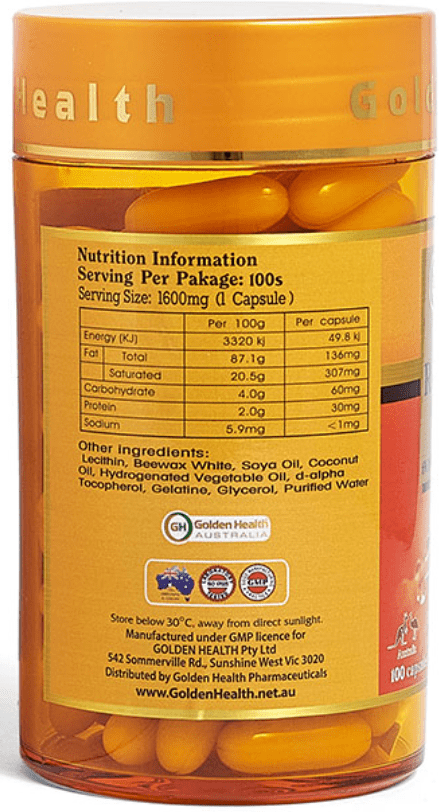 Health Gold
Nutrition Information
Serving Per Pakage: 100s
Serving Size: 1600mg (1 Capsule )
Per 100g Per capsule
Energy (KJ) 3320 kj 49.8 kj
Fat Total 87.1g 136mg
Saturated 20.5g 307mg
Carbohydrate 4.0g 60mg
Protein 2.0g 30mg
Sodium 5.9mg <1mg
Other ingredients:
Lecithin, Beewax White, Soya Oil, Coconut
Oil, Hydrogenated Vegetable Oil, d-alpha
Tocopherol, Gelatine, Glycerol, Purified Water
GH Golden Health
AUSTRALIA
GMP
Store below 30°C, away from direct sunlight.
Manufactured under GMP licence for
GOLDEN HEALTH Pty Ltd
542 Sommerville Rd., Sunshine West Vic 3020
Distributed by Golden Health Pharmaceuticals
www.GoldenHealth.net.au
Australia
100 capsu